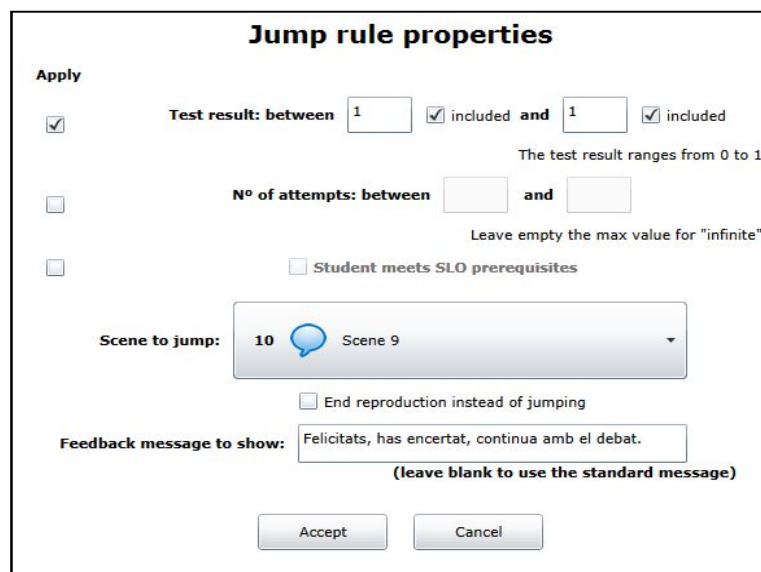 Jump rule properties
Apply
Test result: between 1 included and 1 included
The test result ranges from 0 to 1
Nº of attempts: between and
Leave empty the max value for "infinite"
Student meets SLO prerequisites
Scene to jump: 10 Scene 9
End reproduction instead of jumping
Feedback message to show: Felicitats, has encertat, continua amb el debat.
(leave blank to use the standard message)
Accept Cancel